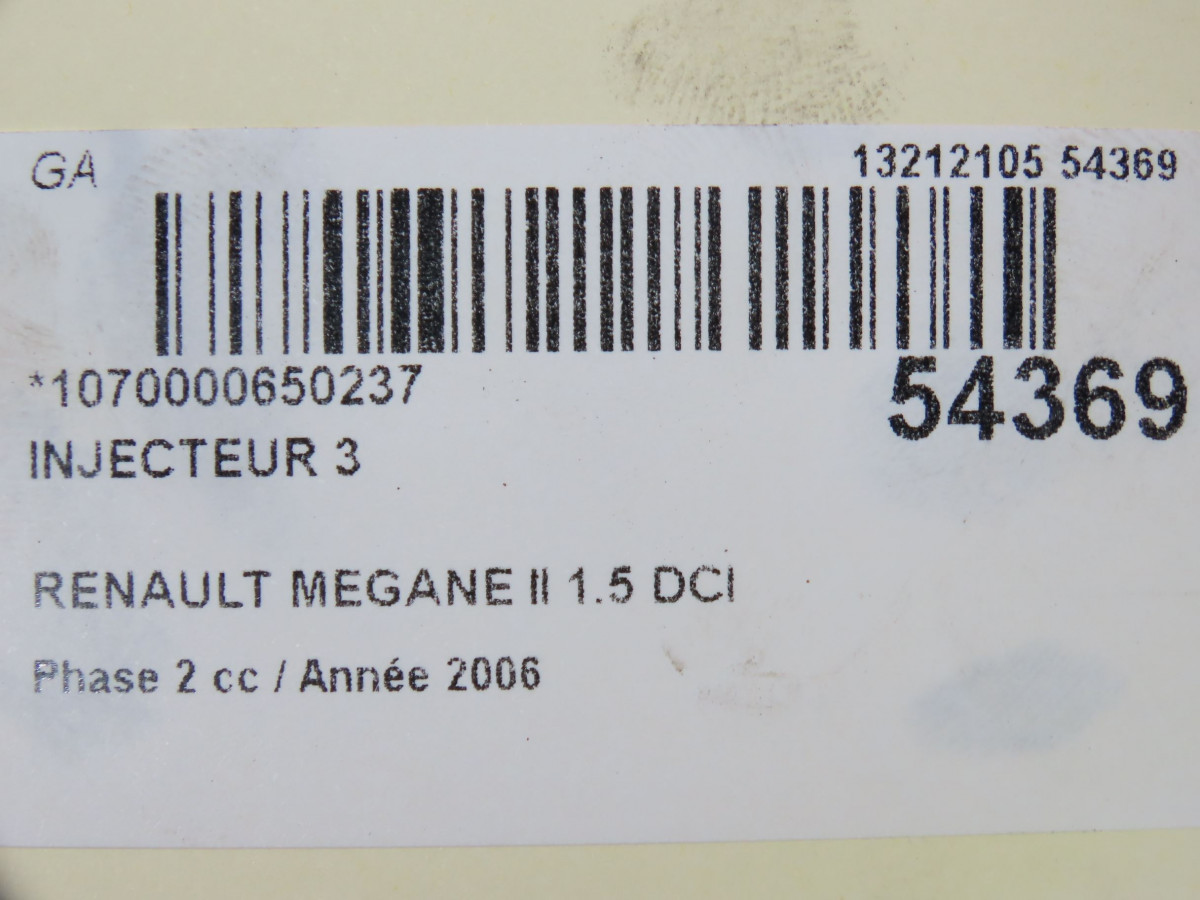 GA
13212105 54369
*1070000650237
54369
INJECTEUR 3
RENAULT MEGANE II 1.5 DCI
Phase 2 cc / Année 2006